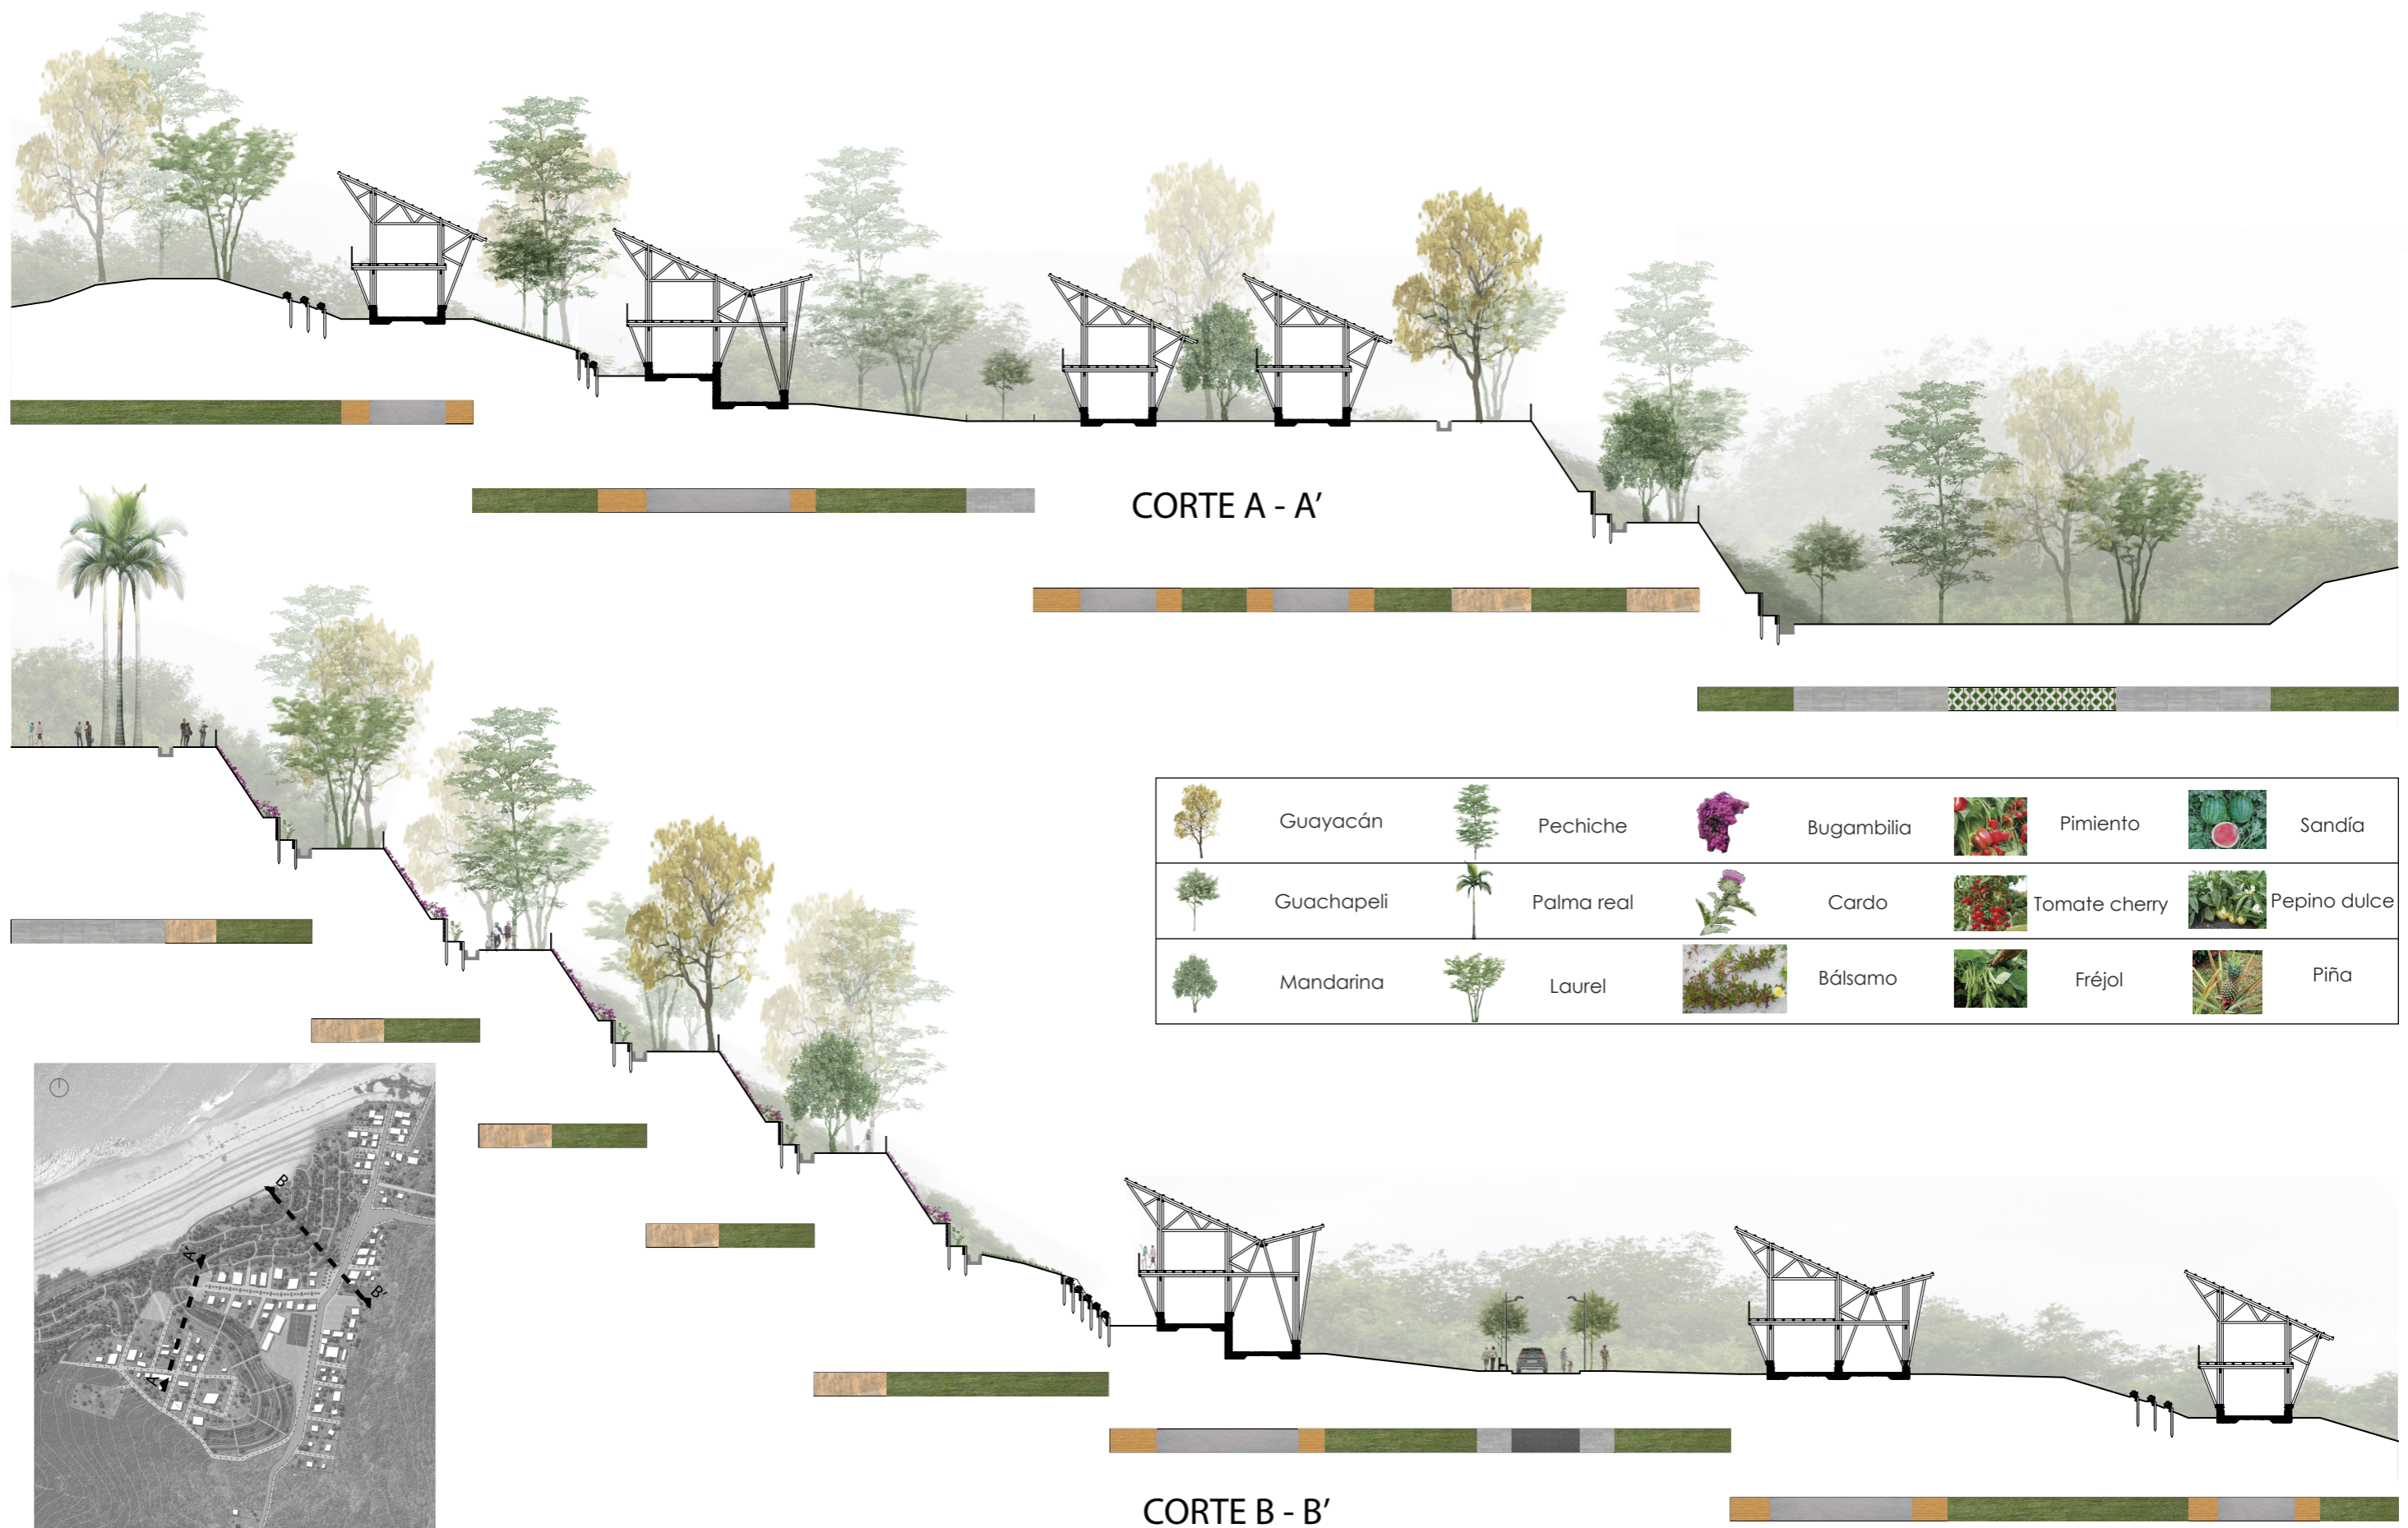 CORTE A - A’
Guayacán Pechiche Bugambilia Pimiento Sandía
Guachapeli Palma real Cardo Tomate cherry Pepino dulce
Mandarina Laurel Bálsamo Fréjol Piña
B
A'
B'
A
CORTE B - B’